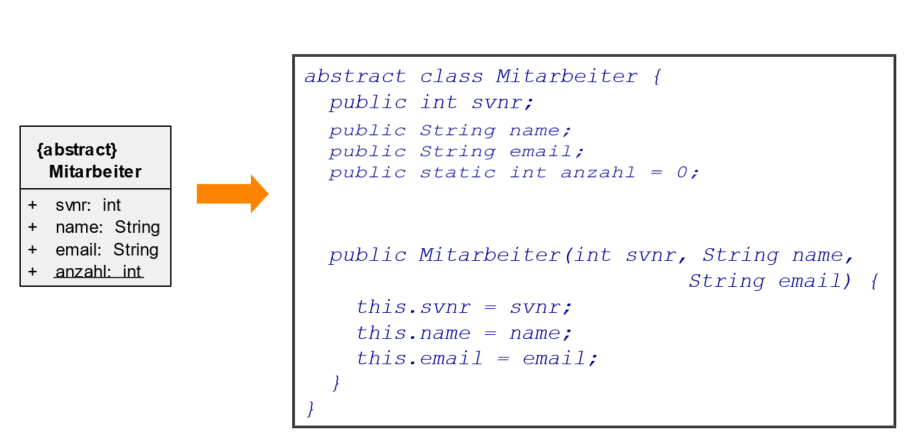 {abstract}
Mitarbeiter
+ svnr: int
+ name: String
+ email: String
+ anzahl: int
abstract class Mitarbeiter {
public int svnr;
public String name;
public String email;
public static int anzahl = 0;
public Mitarbeiter(int svnr, String name,
String email) {
this.svnr = svnr;
this.name = name;
this.email = email;
}
}